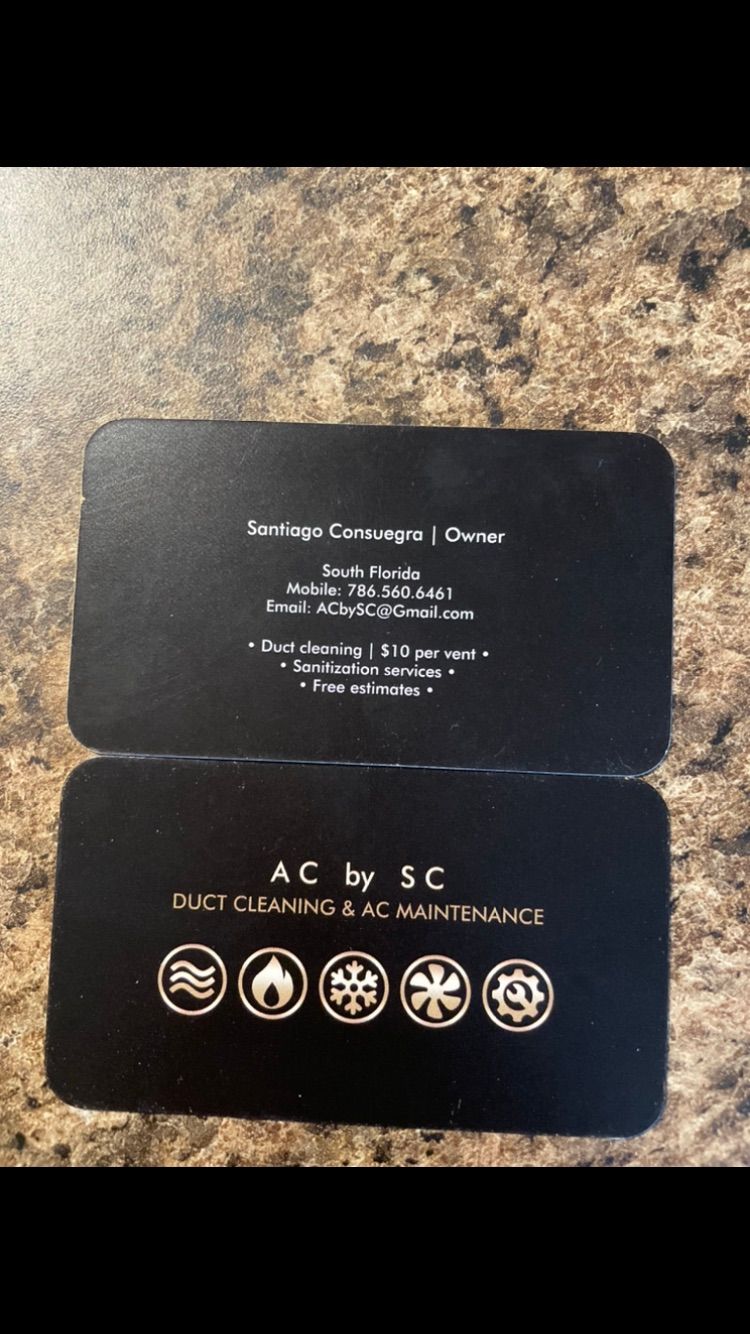 Santiago Consuegra | Owner
South Florida
Mobile: 786.560.6461
Email: ACbySC@Gmail.com
• Duct cleaning | $10 per vent •
• Sanitization services •
• Free estimates •
AC by SC
DUCT CLEANING & AC MAINTENANCE